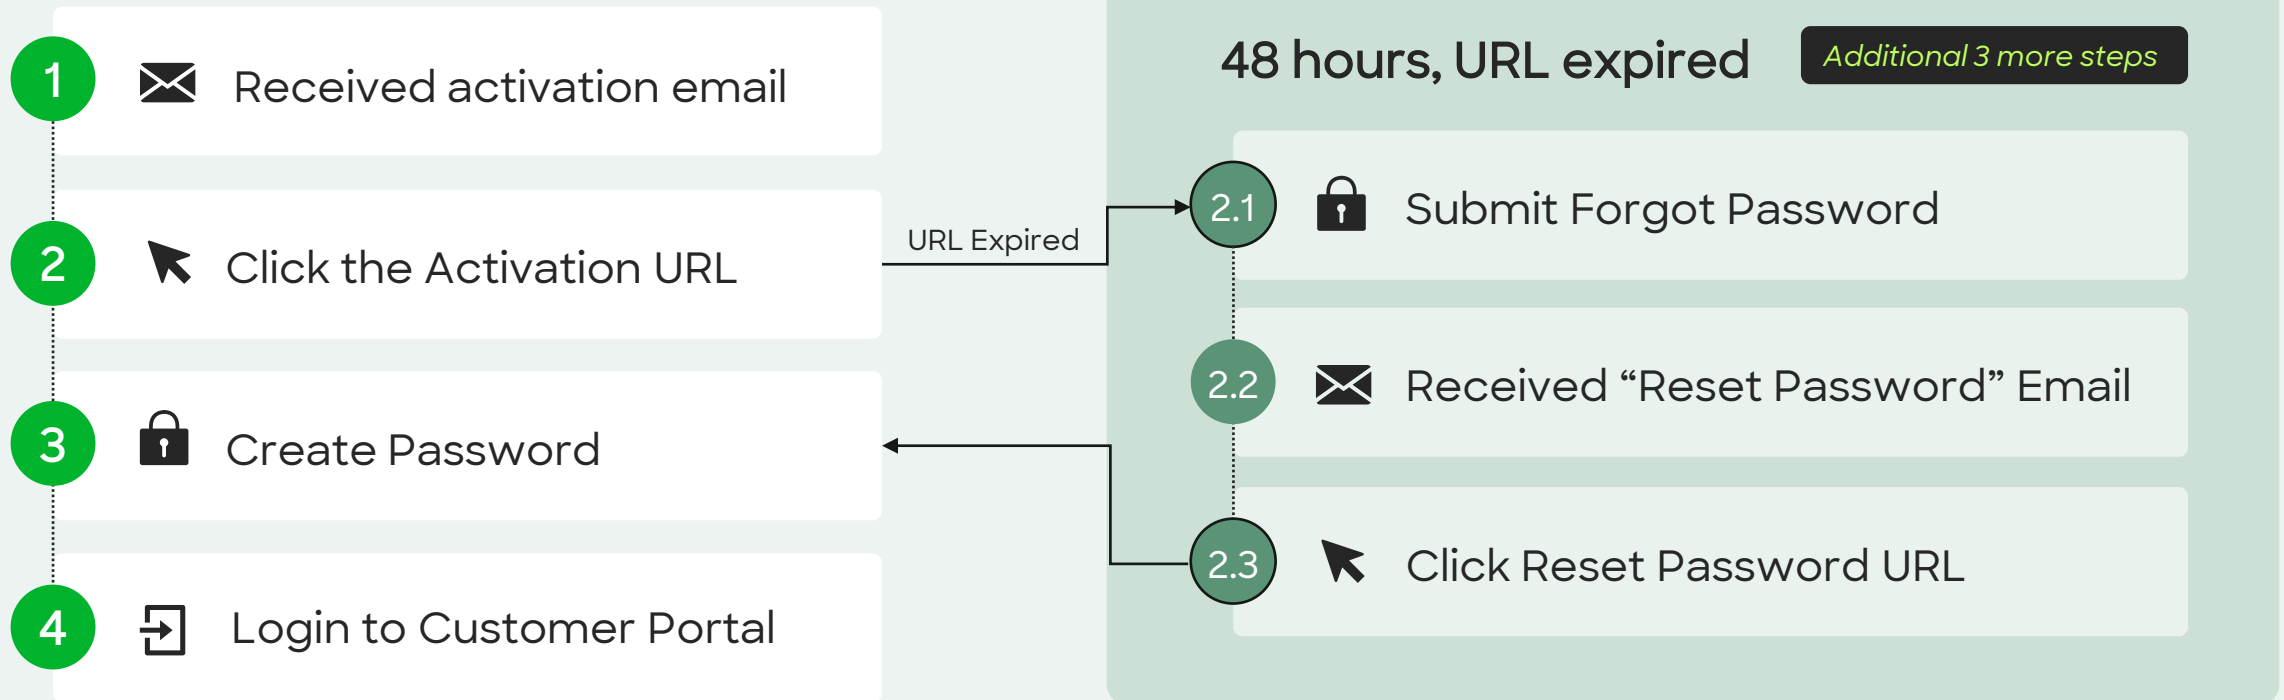 1
Received activation email
2
Click the Activation URL
3
Create Password
4
Login to Customer Portal
URL Expired
48 hours, URL expired
Additional 3 more steps
2.1
Submit Forgot Password
2.2
Received “Reset Password” Email
2.3
Click Reset Password URL